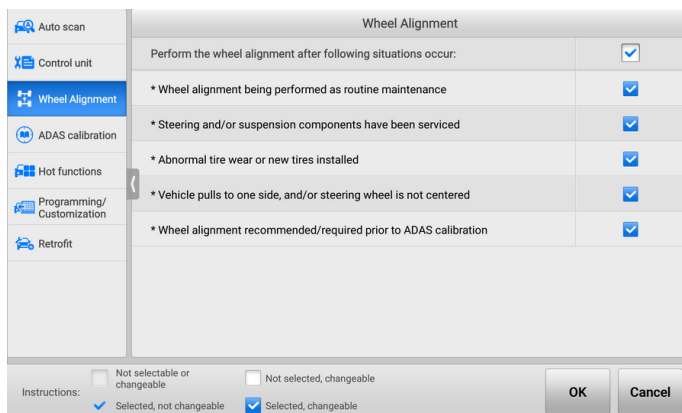 Auto scan
Control unit
Wheel Alignment
ADAS calibration
Hot functions
Programming/
Customization
Retrofit
Wheel Alignment
Perform the wheel alignment after following situations occur:
* Wheel alignment being performed as routine maintenance
* Steering and/or suspension components have been serviced
* Abnormal tire wear or new tires installed
* Vehicle pulls to one side, and/or steering wheel is not centered
* Wheel alignment recommended/required prior to ADAS calibration
Instructions:
Not selectable or
changeable
Not selected, changeable
Selected, not changeable
Selected, changeable
OK
Cancel